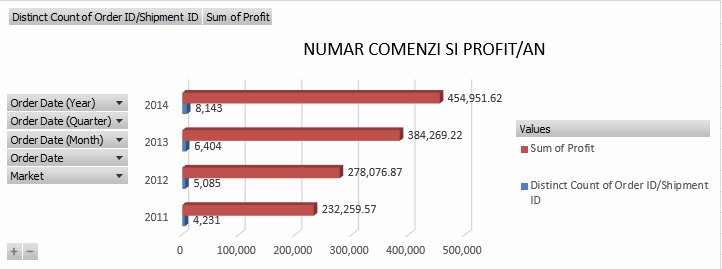 Distinct Count of Order ID/Shipment ID Sum of Profit
NUMAR COMENZI SI PROFIT/AN
Order Date (Year)
Order Date (Quarter)
Order Date (Month)
Order Date
Market
2014
454,951.62
8,143
2013
384,269.22
6,404
2012
278,076.87
5,085
2011
232,259.57
4,231
0 100,000 200,000 300,000 400,000 500,000
Values
Sum of Profit
Distinct Count of Order ID/Shipment
ID
+ −